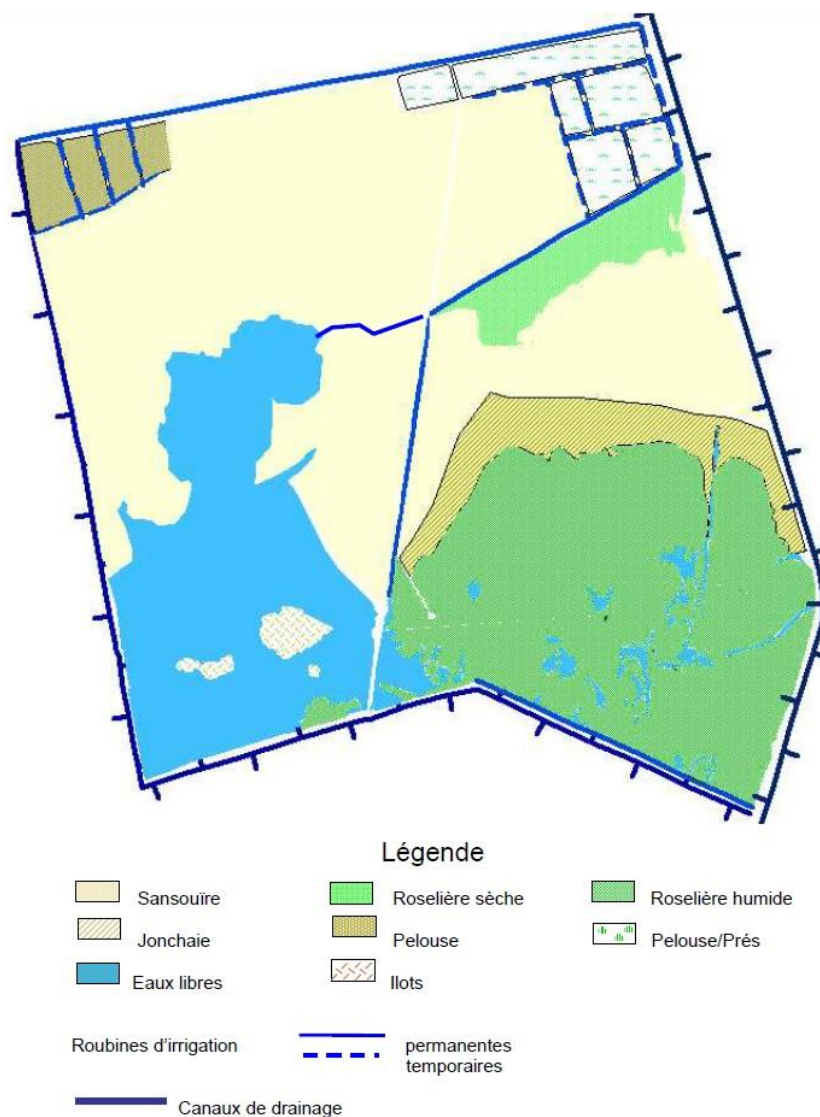 Légende
Sansouïre
Roselière sèche
Roselière humide
Jonchaie
Pelouse
Pelouse/Prés
Eaux libres
Ilots
Roubines d'irrigation
permanentes
temporaires
Canaux de drainage